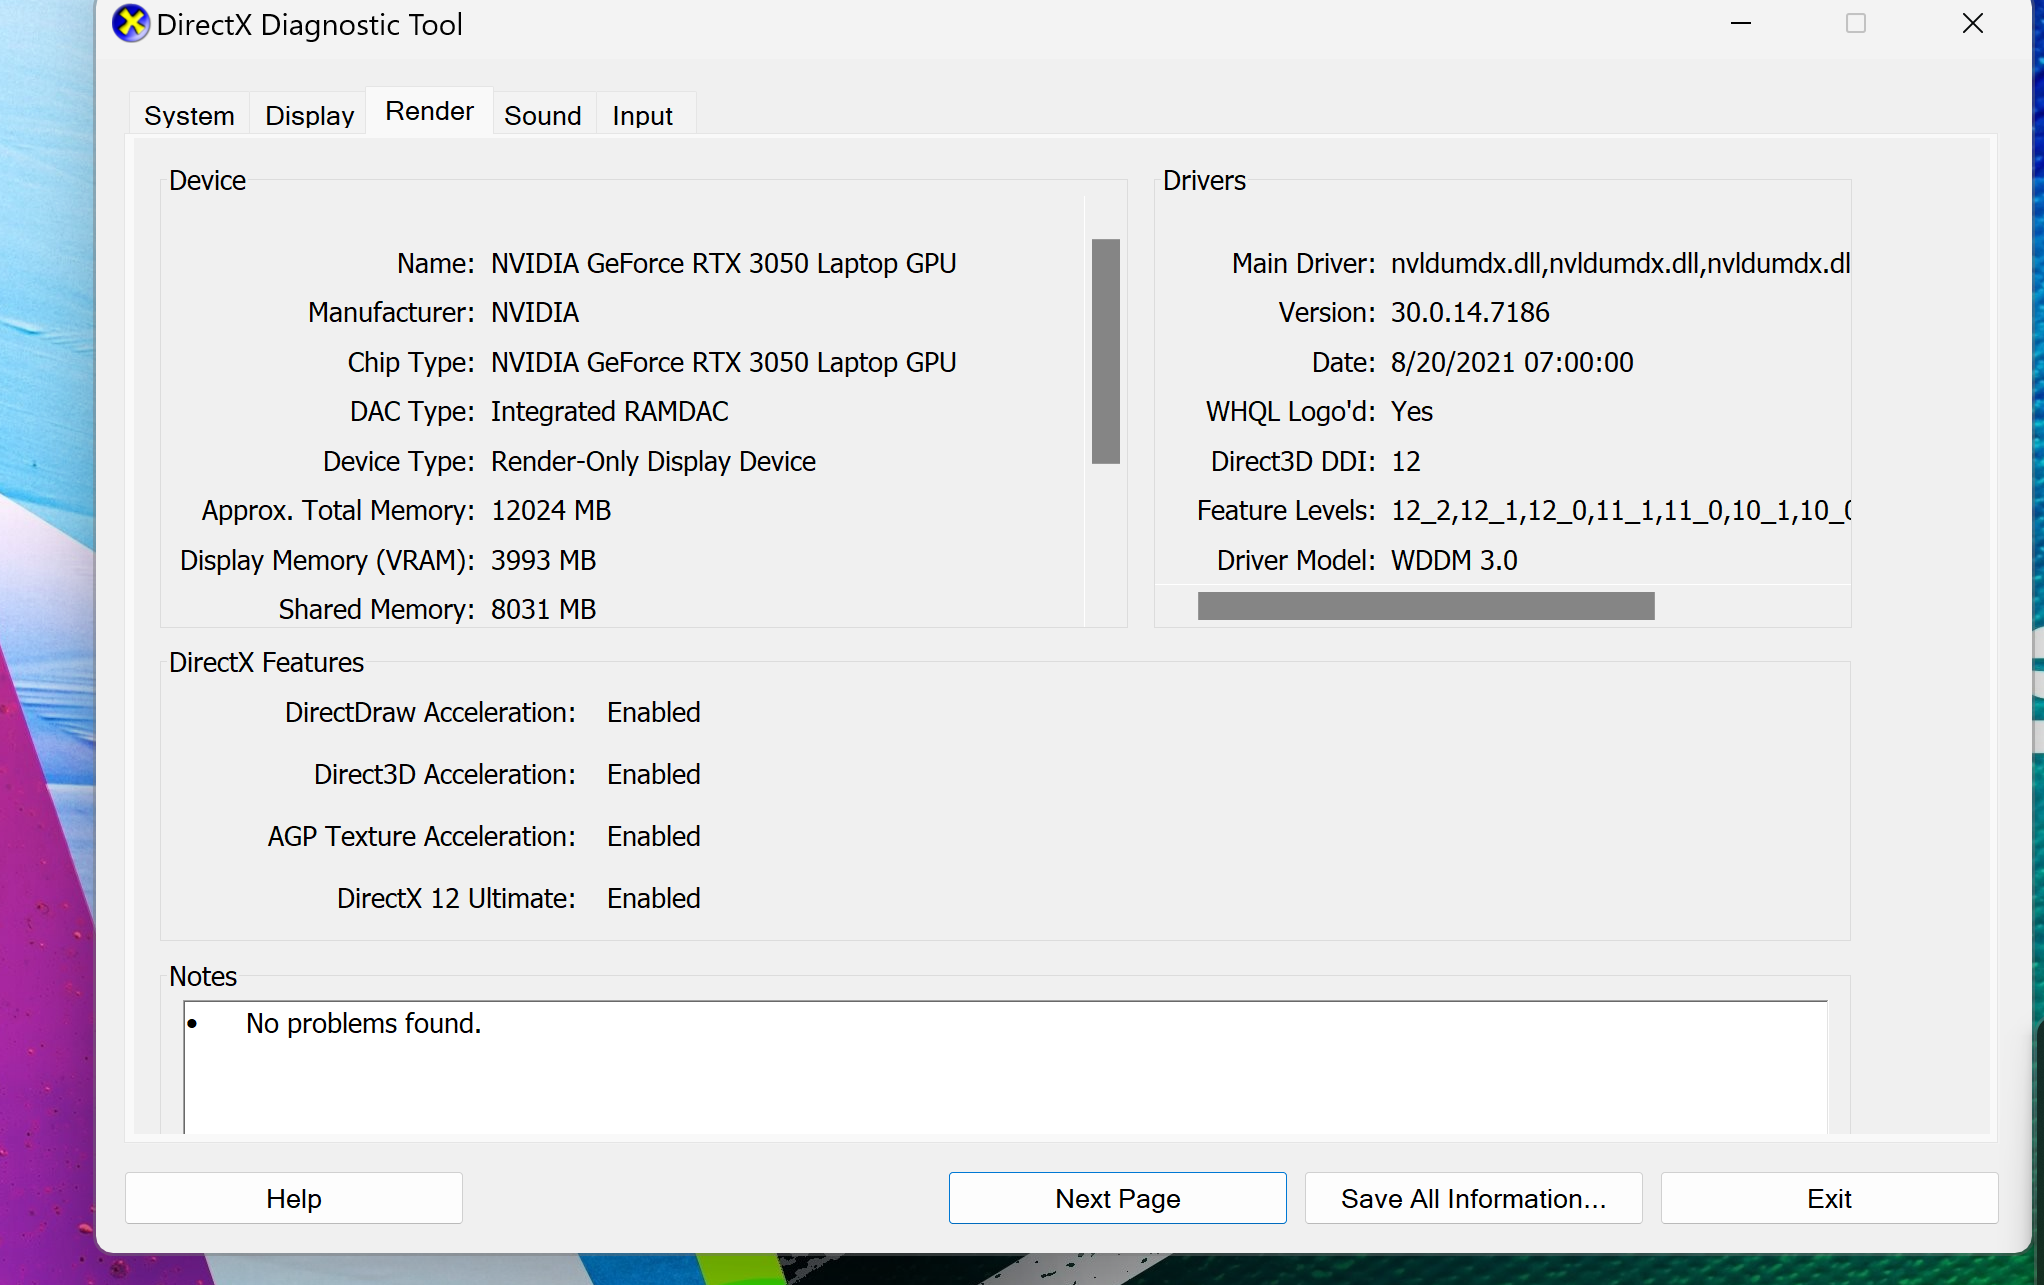 DirectX Diagnostic Tool
System Display Render Sound Input
Device
Name: NVIDIA GeForce RTX 3050 Laptop GPU
Manufacturer: NVIDIA
Chip Type: NVIDIA GeForce RTX 3050 Laptop GPU
DAC Type: Integrated RAMDAC
Device Type: Render-Only Display Device
Approx. Total Memory: 12024 MB
Display Memory (VRAM): 3993 MB
Shared Memory: 8031 MB
Drivers
Main Driver: nvldumdx.dll,nvldumdx.dll,nvldumdx.dl
Version: 30.0.14.7186
Date: 8/20/2021 07:00:00
WHQL Logo'd: Yes
Direct3D DDI: 12
Feature Levels: 12_2,12_1,12_0,11_1,11_0,10_1,10_0
Driver Model: WDDM 3.0
DirectX Features
DirectDraw Acceleration: Enabled
Direct3D Acceleration: Enabled
AGP Texture Acceleration: Enabled
DirectX 12 Ultimate: Enabled
Notes
• No problems found.
Help Next Page Save All Information... Exit